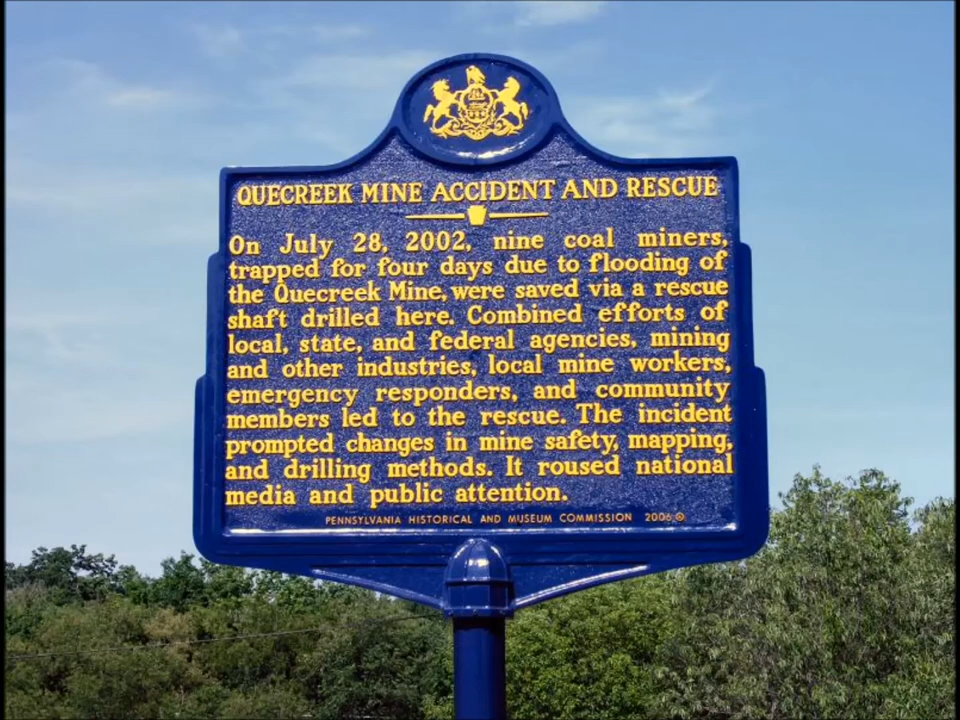 QUECREEK MINE ACCIDENT AND RESCUE
On July 28, 2002, nine coal miners,
trapped for four days due to flooding of
the Quecreek Mine, were saved via a rescue
shaft drilled here. Combined efforts of
local, state, and federal agencies, mining
and other industries, local mine workers,
emergency responders, and community
members led to the rescue. The incident
prompted changes in mine safety, mapping,
and drilling methods. It roused national
media and public attention.
PENNSYLVANIA HISTORICAL AND MUSEUM COMMISSION 2006